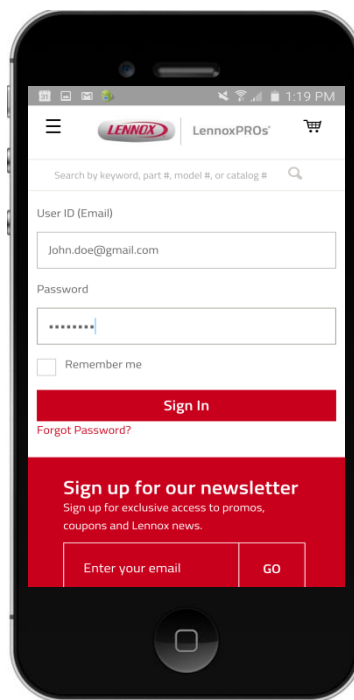 31 1:19 PM
LENNOX LennoxPROs®
Search by keyword, part #, model #, or catalog #
User ID (Email)
John.doe@gmail.com
Password
Remember me
Sign In
Forgot Password?
Sign up for our newsletter
Sign up for exclusive access to promos,
coupons and Lennox news.
Enter your email GO